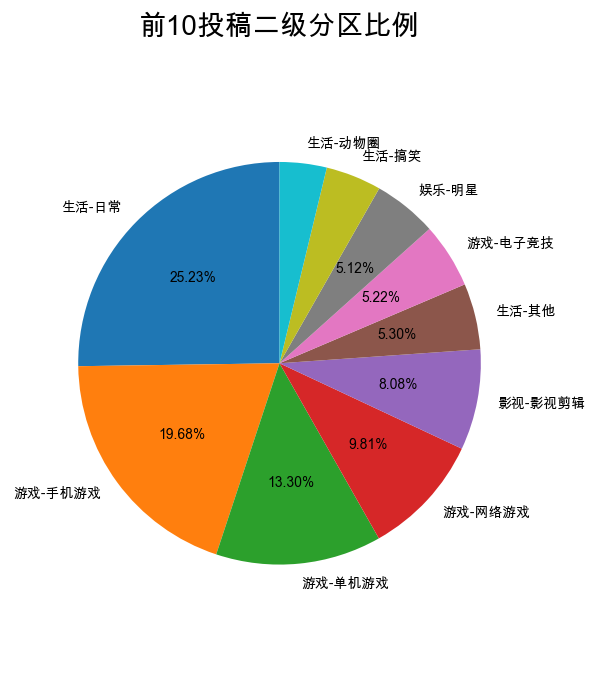 前10投稿二级分区比例
生活-动物圈
生活-搞笑
娱乐-明星
生活-日常
游戏-电子竞技
5.12%
25.23%
5.22%
生活-其他
5.30%
8.08%
影视-影视剪辑
19.68%
9.81%
13.30%
游戏-手机游戏
游戏-网络游戏
游戏-单机游戏